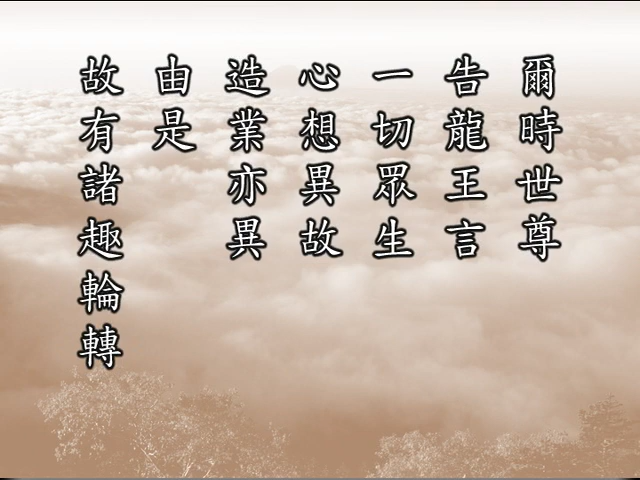 爾時世尊
告龍王言
一切眾生
心想異故
造業亦異
由是
故有諸趣輪轉